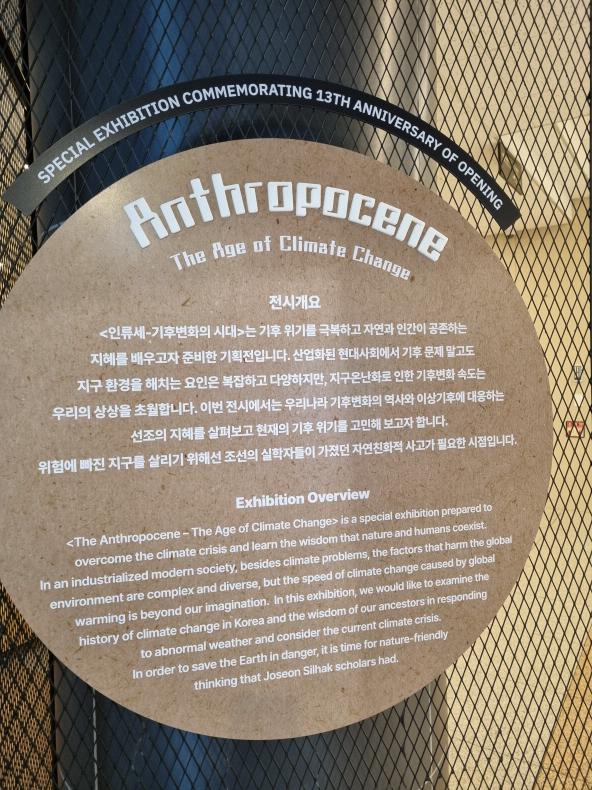 SPECIAL EXHIBITION COMMEMORATING 13TH ANNIVERSARY OF OPENING
Anthropocene
The Age of Climate Change
전시개요
<인류세-기후변화의 시대>는 기후 위기를 극복하고 자연과 인간이 공존하는
지혜를 배우고자 준비한 기획전입니다. 산업화된 현대사회에서 기후 문제 말고도
지구 환경을 해치는 요인은 복잡하고 다양하지만, 지구온난화로 인한 기후변화 속도는
우리의 상상을 초월합니다. 이번 전시에서는 우리나라 기후변화의 역사와 이상기후에 대응하는
선조의 지혜를 살펴보고 현재의 기후 위기를 고민해 보고자 합니다.
위험에 빠진 지구를 살리기 위해선 조선의 실학자들이 가졌던 자연친화적 사고가 필요한 시점입니다.
Exhibition Overview
<The Anthropocene – The Age of Climate Change> is a special exhibition prepared to
overcome the climate crisis and learn the wisdom that nature and humans coexist.
In an industrialized modern society, besides climate problems, the factors that harm the global
environment are complex and diverse, but the speed of climate change caused by global
warming is beyond our imagination. In this exhibition, we would like to examine the
history of climate change in Korea and the wisdom of our ancestors in responding
to abnormal weather and consider the current climate crisis.
In order to save the Earth in danger, it is time for nature-friendly
thinking that Joseon Silhak scholars had.